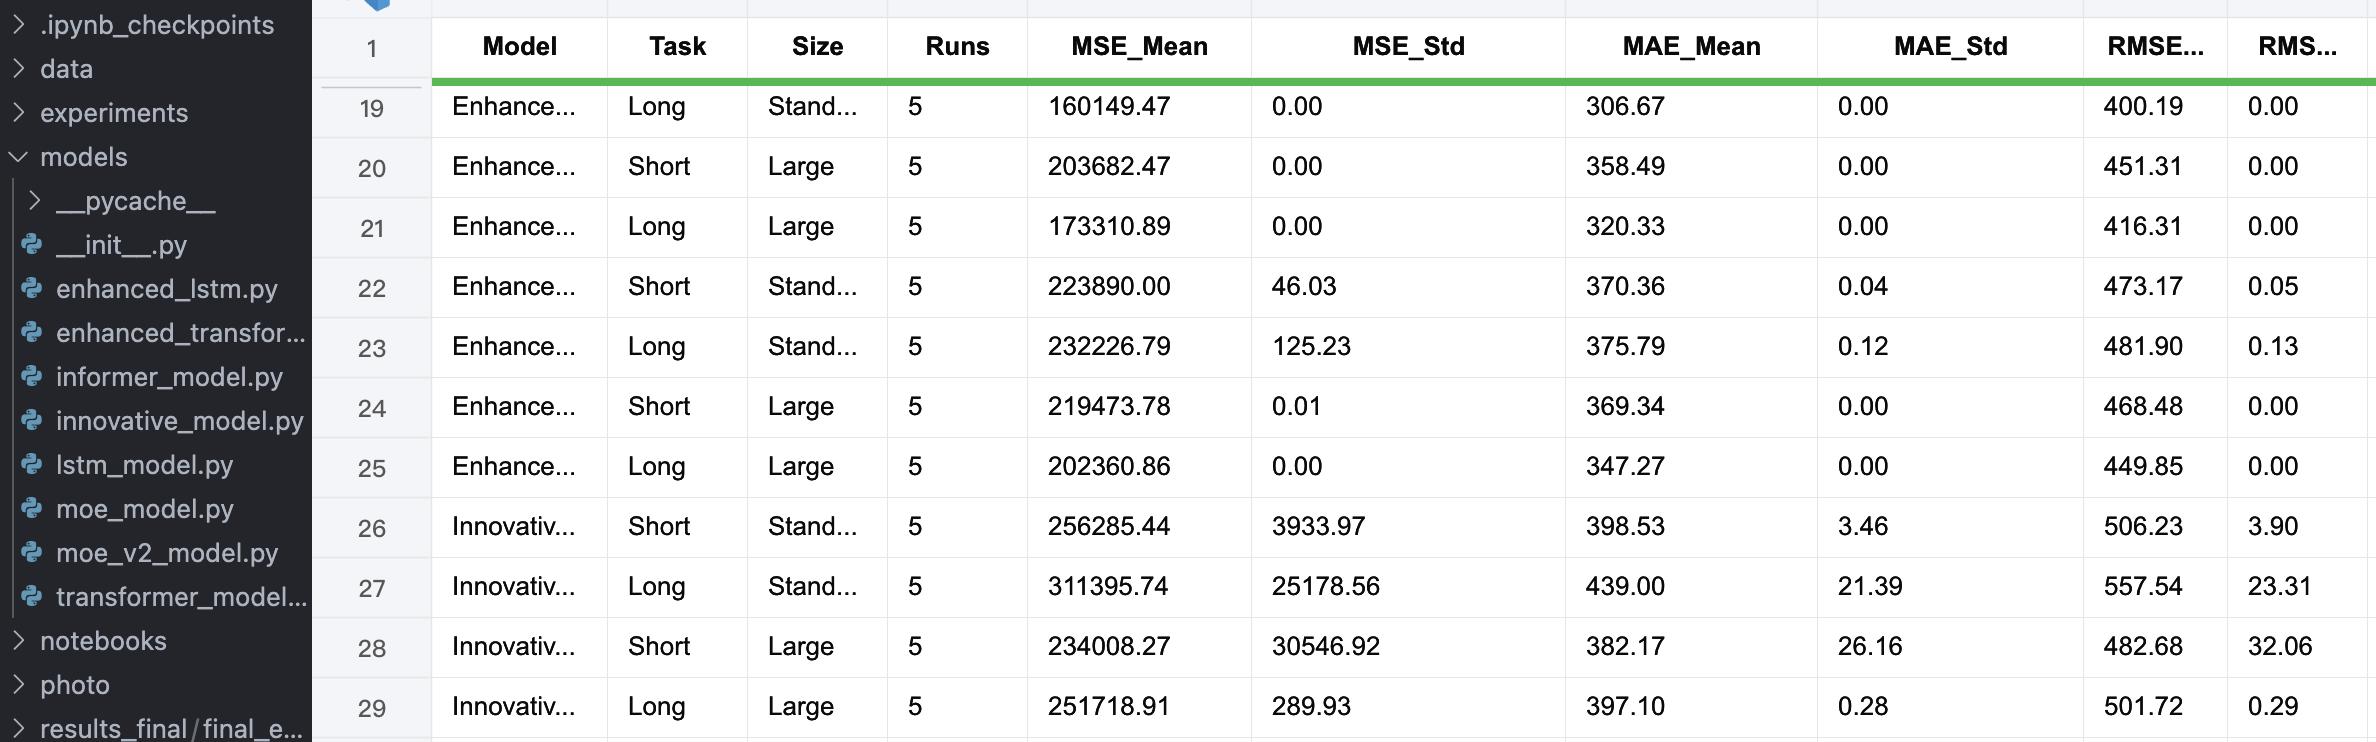 .ipynb_checkpoints
data
experiments
models
__pycache__
__init__.py
enhanced_lstm.py
enhanced_transfor...
informer_model.py
innovative_model.py
lstm_model.py
moe_model.py
moe_v2_model.py
transformer_model...
notebooks
photo
results_final/final_e...
1 Model Task Size Runs MSE_Mean MSE_Std MAE_Mean MAE_Std RMSE... RMS...
19 Enhance... Long Stand... 5 160149.47 0.00 306.67 0.00 400.19 0.00
20 Enhance... Short Large 5 203682.47 0.00 358.49 0.00 451.31 0.00
21 Enhance... Long Large 5 173310.89 0.00 320.33 0.00 416.31 0.00
22 Enhance... Short Stand... 5 223890.00 46.03 370.36 0.04 473.17 0.05
23 Enhance... Long Stand... 5 232226.79 125.23 375.79 0.12 481.90 0.13
24 Enhance... Short Large 5 219473.78 0.01 369.34 0.00 468.48 0.00
25 Enhance... Long Large 5 202360.86 0.00 347.27 0.00 449.85 0.00
26 Innovativ... Short Stand... 5 256285.44 3933.97 398.53 3.46 506.23 3.90
27 Innovativ... Long Stand... 5 311395.74 25178.56 439.00 21.39 557.54 23.31
28 Innovativ... Short Large 5 234008.27 30546.92 382.17 26.16 482.68 32.06
29 Innovativ... Long Large 5 251718.91 289.93 397.10 0.28 501.72 0.29